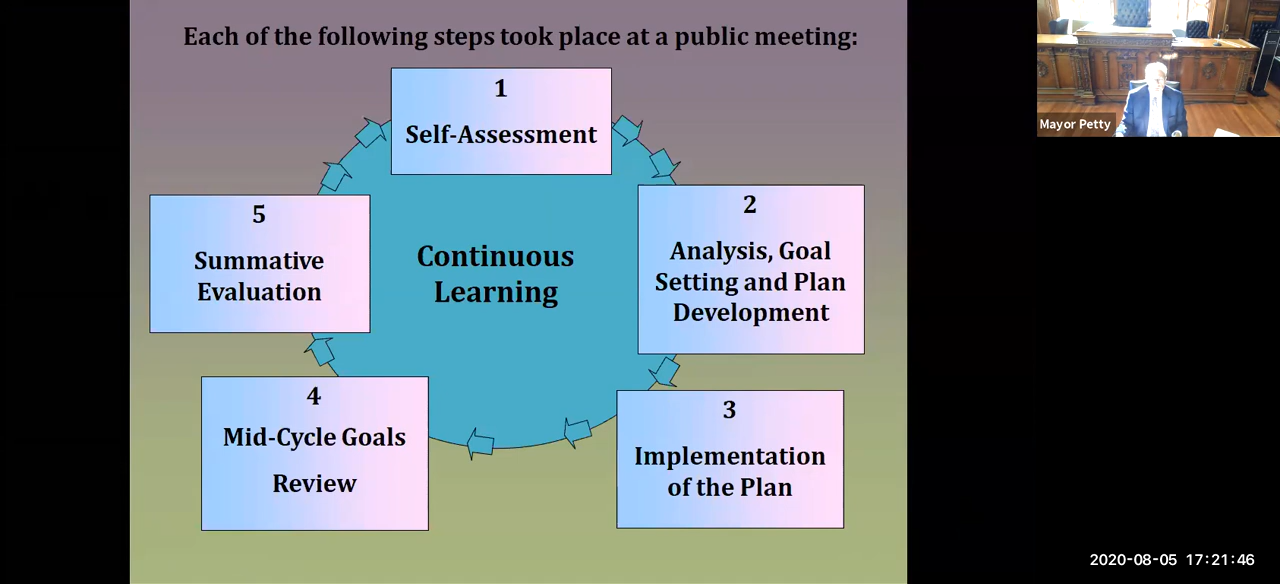 Each of the following steps took place at a public meeting:
1
Self-Assessment
2
Analysis, Goal
Setting and Plan
Development
3
Implementation
of the Plan
4
Mid-Cycle Goals
Review
5
Summative
Evaluation
Continuous
Learning
Mayor Petty
2020-08-05 17:21:46